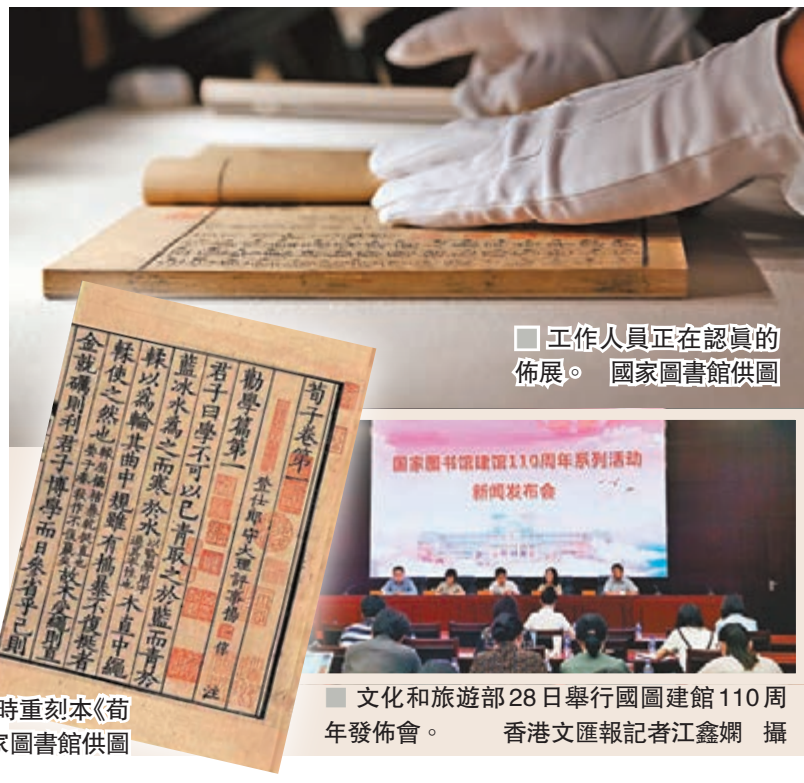 ■ 工作人員正在認真的
佈展。 國家圖書館供圖
荀子卷第一
登仕郎守大理評事楊倞 注
勸學篇第一
君子曰學不可以已青取之於藍而青於
藍冰水為之而寒於水 木直中繩
輮以為輪其曲中規雖有槁暴不復挺者
輮使之然也 故木受繩則直
金就礪則利君子博學而日參省乎己則
国家图书馆建馆110周年系列活动
新闻发布会
時重刻本《荀
家圖書館供圖
■ 文化和旅遊部28日舉行國圖建館110周
年發佈會。 香港文匯報記者江鑫嫻 攝